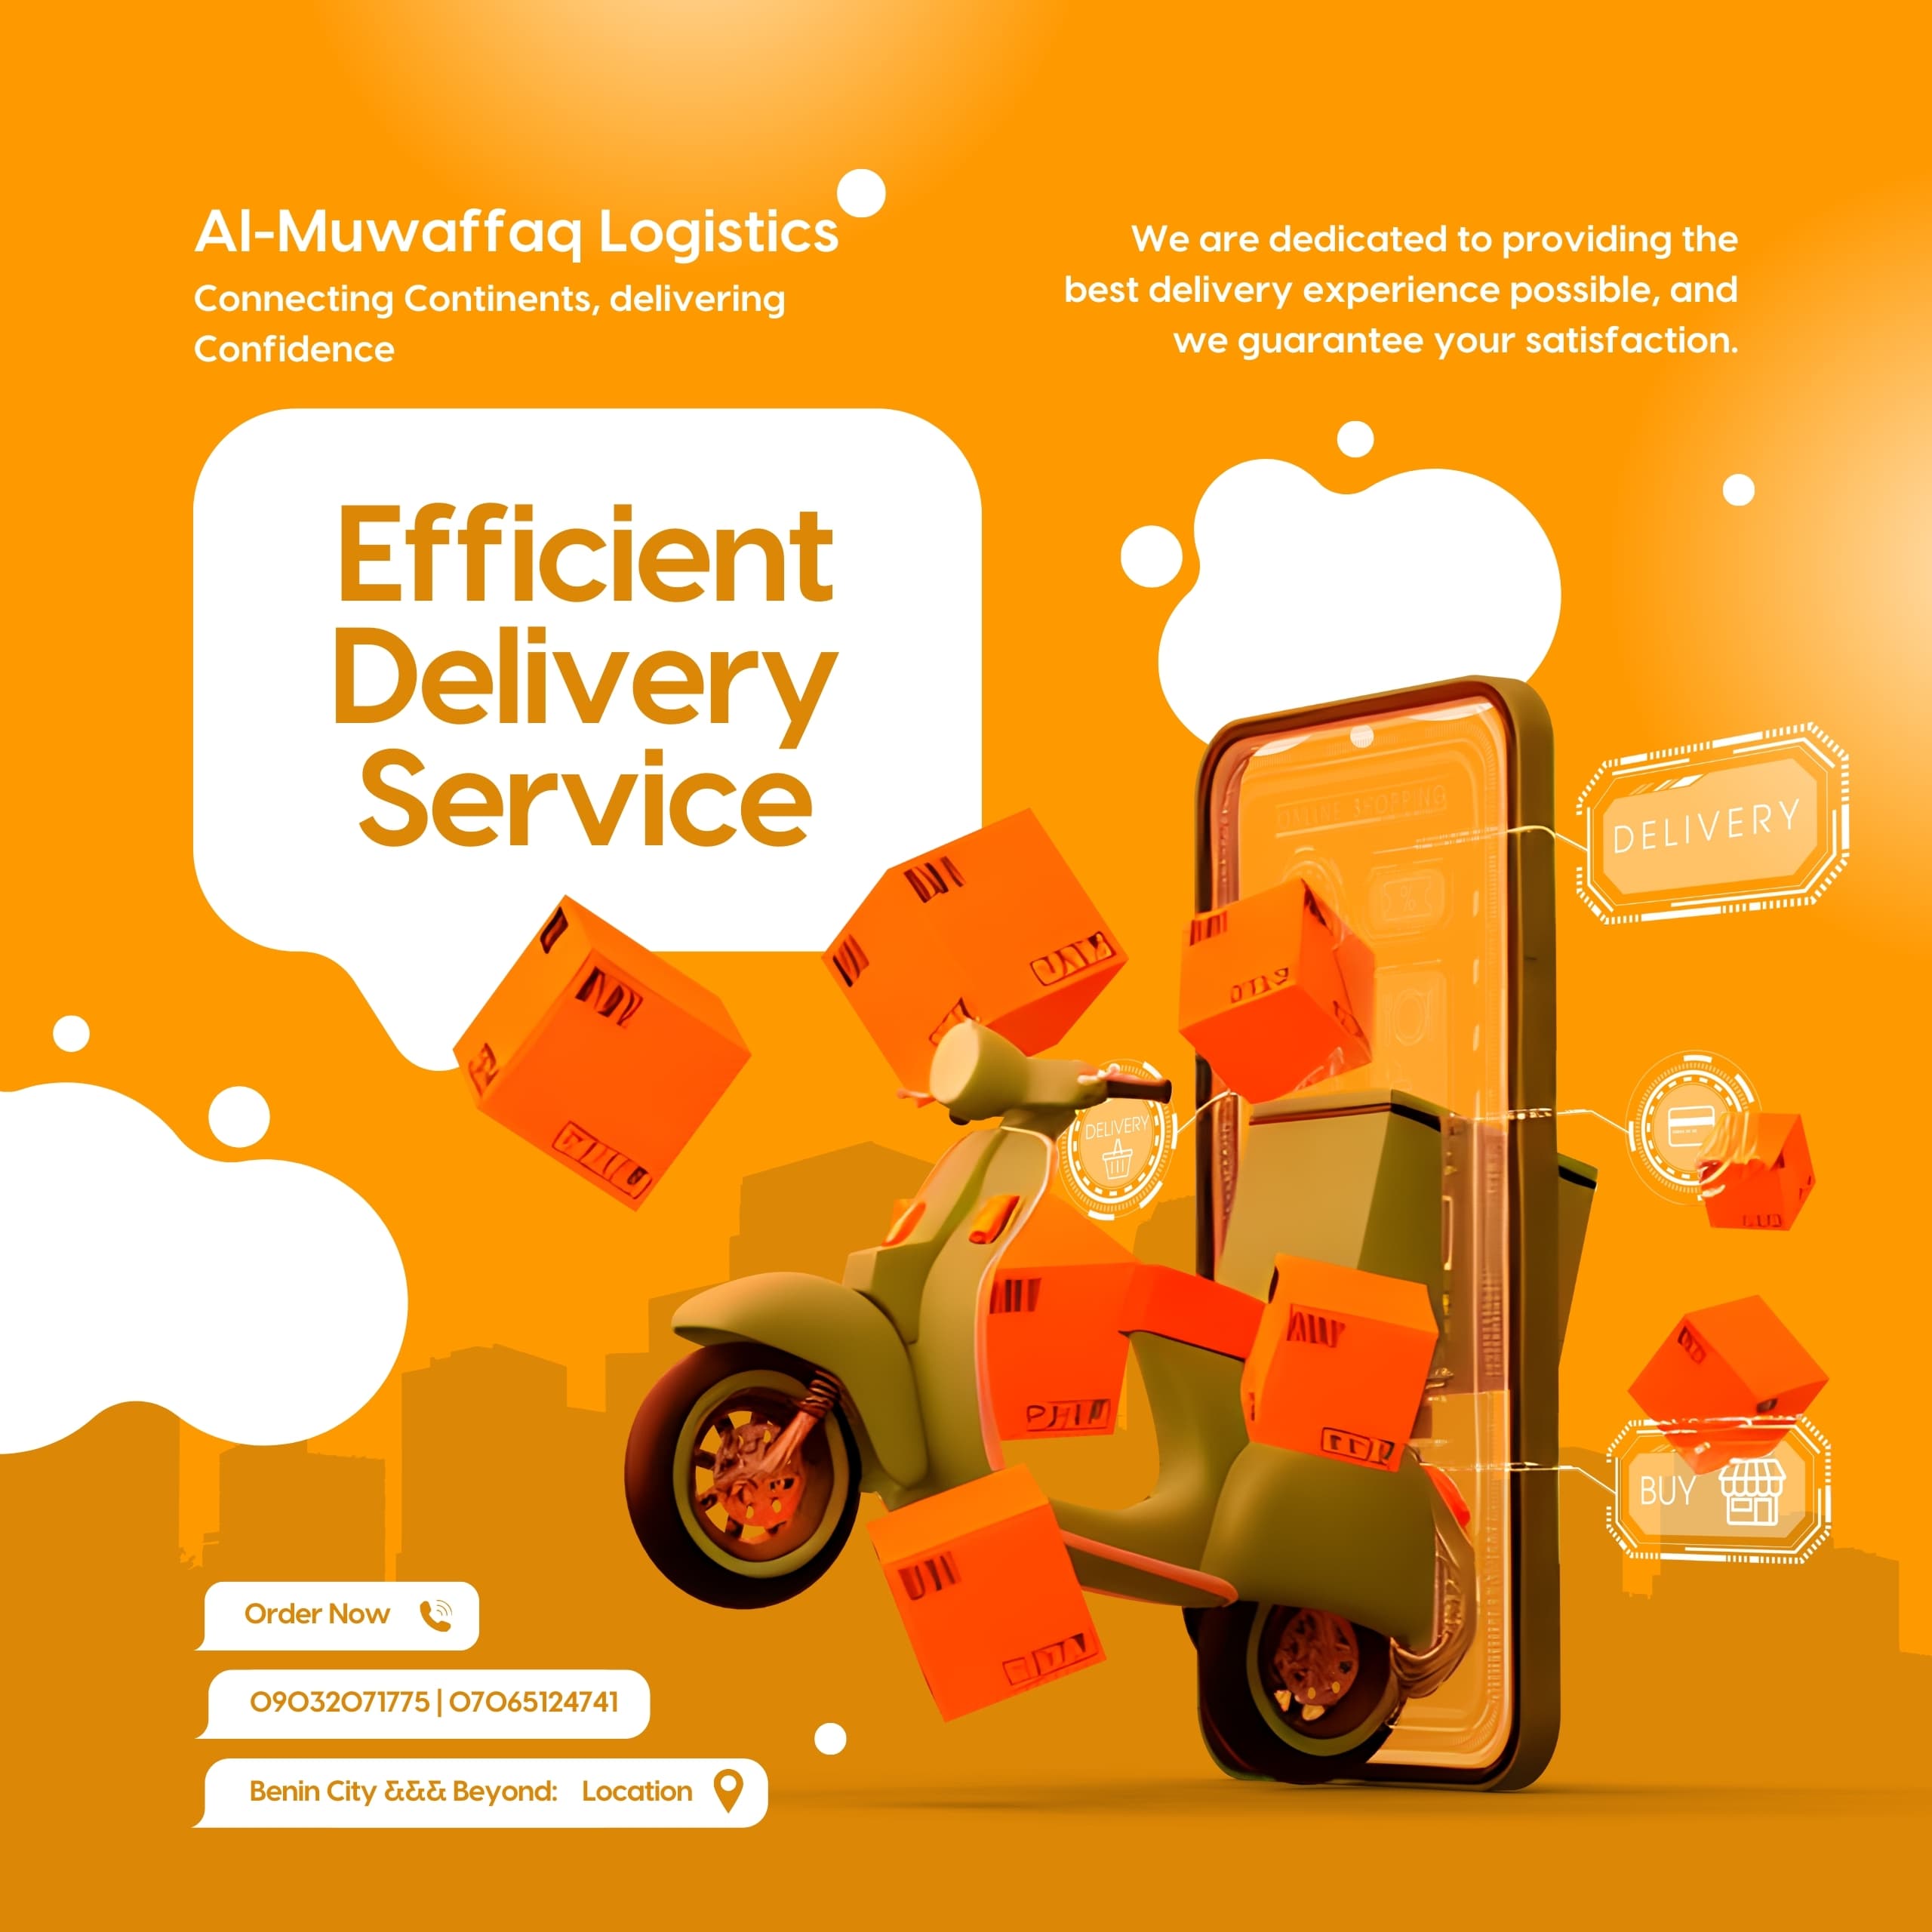 Al-Muwaffaq Logistics
Connecting Continents, delivering
Confidence
We are dedicated to providing the
best delivery experience possible, and
we guarantee your satisfaction.
Efficient
Delivery
Service
DELIVERY
DELIVERY
BUY
Order Now
09032071775 | 07065124741
Benin City &&& Beyond: Location